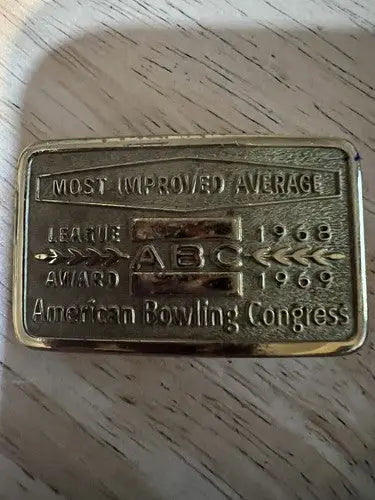 MOST IMPROVED AVERAGE
LEAGUE 1968
ABC
AWARD 1969
American Bowling Congress